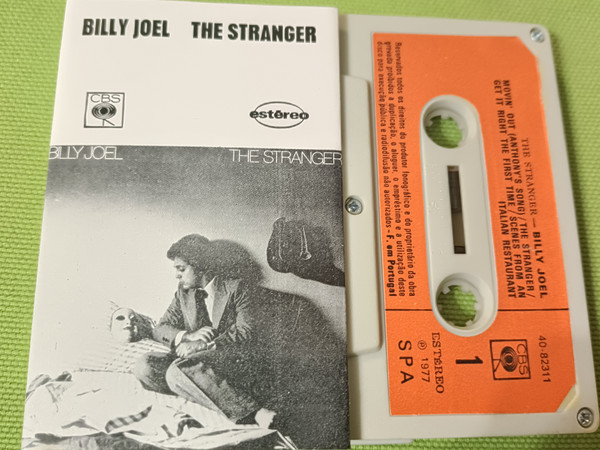 BILLY JOEL THE STRANGER
CBS
estéreo
BILLY JOEL THE STRANGER
THE STRANGER — BILLY JOEL
MOVIN' OUT (ANTHONY'S SONG) / THE STRANGER /
GET IT RIGHT THE FIRST TIME / SCENES FROM AN
ITALIAN RESTAURANT
Reservados todos os direitos do produtor fonográfico e do proprietário da obra
gravada proibidos a duplicação, o aluguer, o empréstimo e a utilização deste
disco para execução pública e radiodifusão não autorizados - F. em Portugal
40-82311
CBS
1
ESTÉREO
℗ 1977
SPA